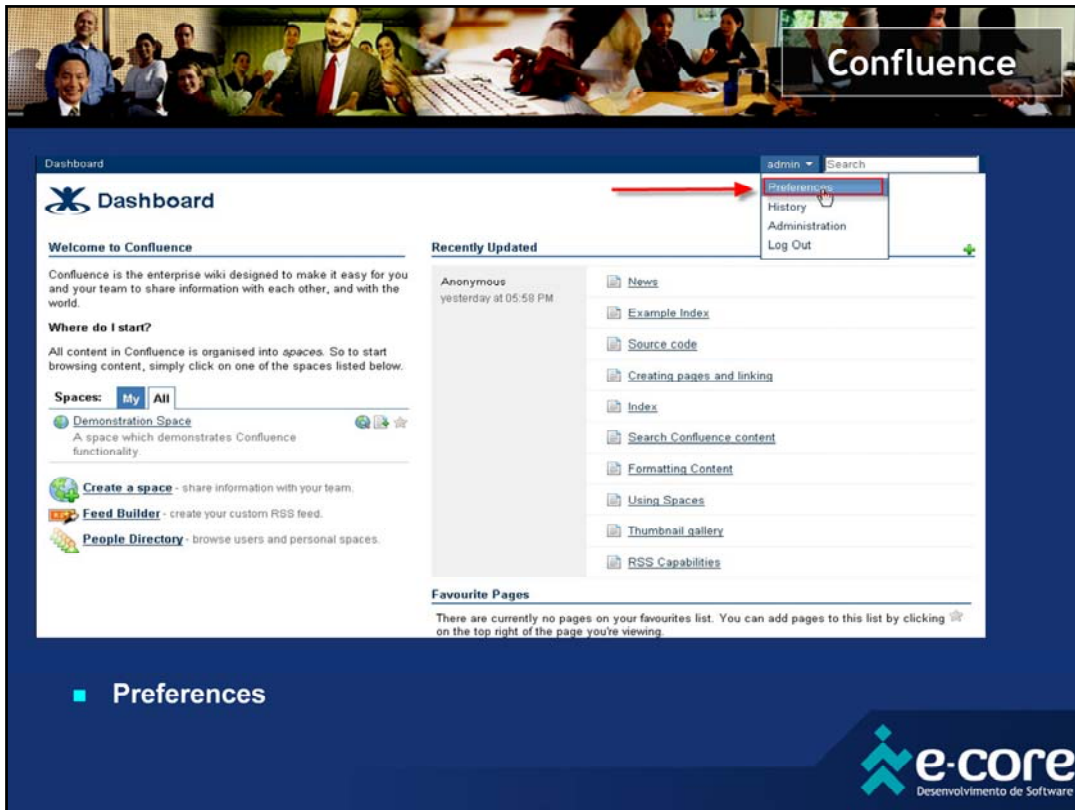 Confluence
Dashboard
admin
Search
Preferences
History
Administration
Log Out
Dashboard
Welcome to Confluence
Confluence is the enterprise wiki designed to make it easy for you
and your team to share information with each other, and with the
world.
Where do I start?
All content in Confluence is organised into spaces. So to start
browsing content, simply click on one of the spaces listed below.
Spaces: My All
Demonstration Space
A space which demonstrates Confluence
functionality
Create a space - share information with your team.
Feed Builder - create your custom RSS feed.
People Directory - browse users and personal spaces.
Recently Updated
Anonymous
yesterday at 05:58 PM
News
Example Index
Source code
Creating pages and linking
Index
Search Confluence content
Formatting Content
Using Spaces
Thumbnail gallery
RSS Capabilities
Favourite Pages
There are currently no pages on your favourites list. You can add pages to this list by clicking
on the top right of the page you're viewing.
Preferences
e-core
Desenvolvimento de Software